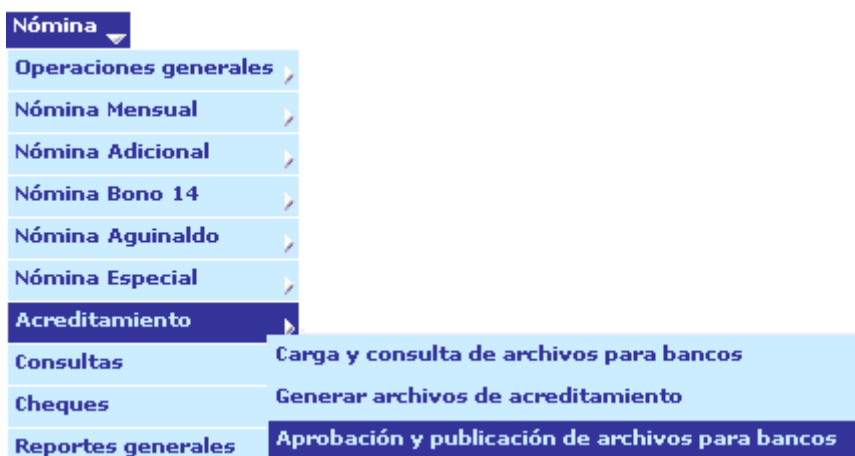 Nómina
Operaciones generales
Nómina Mensual
Nómina Adicional
Nómina Bono 14
Nómina Aguinaldo
Nómina Especial
Acreditamiento
Consultas
Cheques
Reportes generales
Carga y consulta de archivos para bancos
Generar archivos de acreditamiento
Aprobación y publicación de archivos para bancos